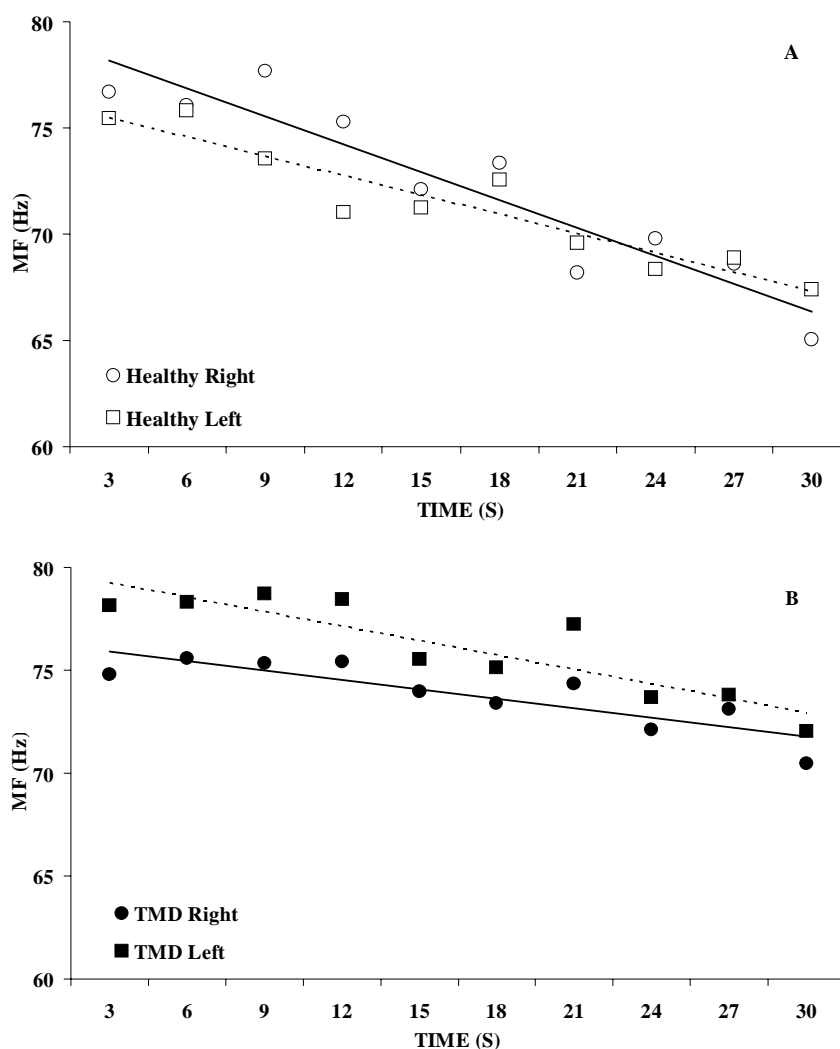 80
A
75
70
MF (Hz)
65
Healthy Right
Healthy Left
60
3 6 9 12 15 18 21 24 27 30
TIME (S)
80
B
75
MF (Hz)
70
65
TMD Right
TMD Left
60
3 6 9 12 15 18 21 24 27 30
TIME (S)